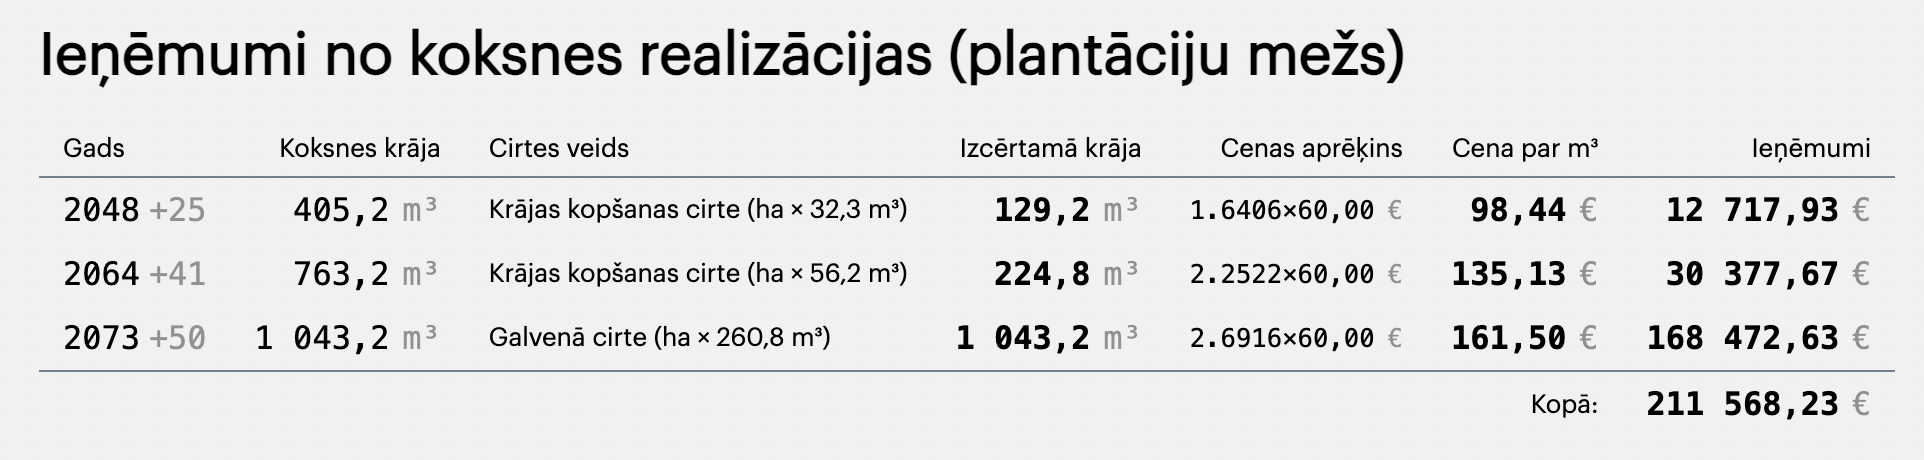 Ieņēmumi no koksnes realizācijas (plantāciju mežs)
Gads Koksnes krāja Cirtes veids Izcērtamā krāja Cenas aprēķins Cena par m³ Ieņēmumi
2048 +25 405,2 m³ Krājas kopšanas cirte (ha × 32,3 m³) 129,2 m³ 1.6406×60,00 € 98,44 € 12 717,93 €
2064 +41 763,2 m³ Krājas kopšanas cirte (ha × 56,2 m³) 224,8 m³ 2.2522×60,00 € 135,13 € 30 377,67 €
2073 +50 1 043,2 m³ Galvenā cirte (ha × 260,8 m³) 1 043,2 m³ 2.6916×60,00 € 161,50 € 168 472,63 €
Kopā: 211 568,23 €